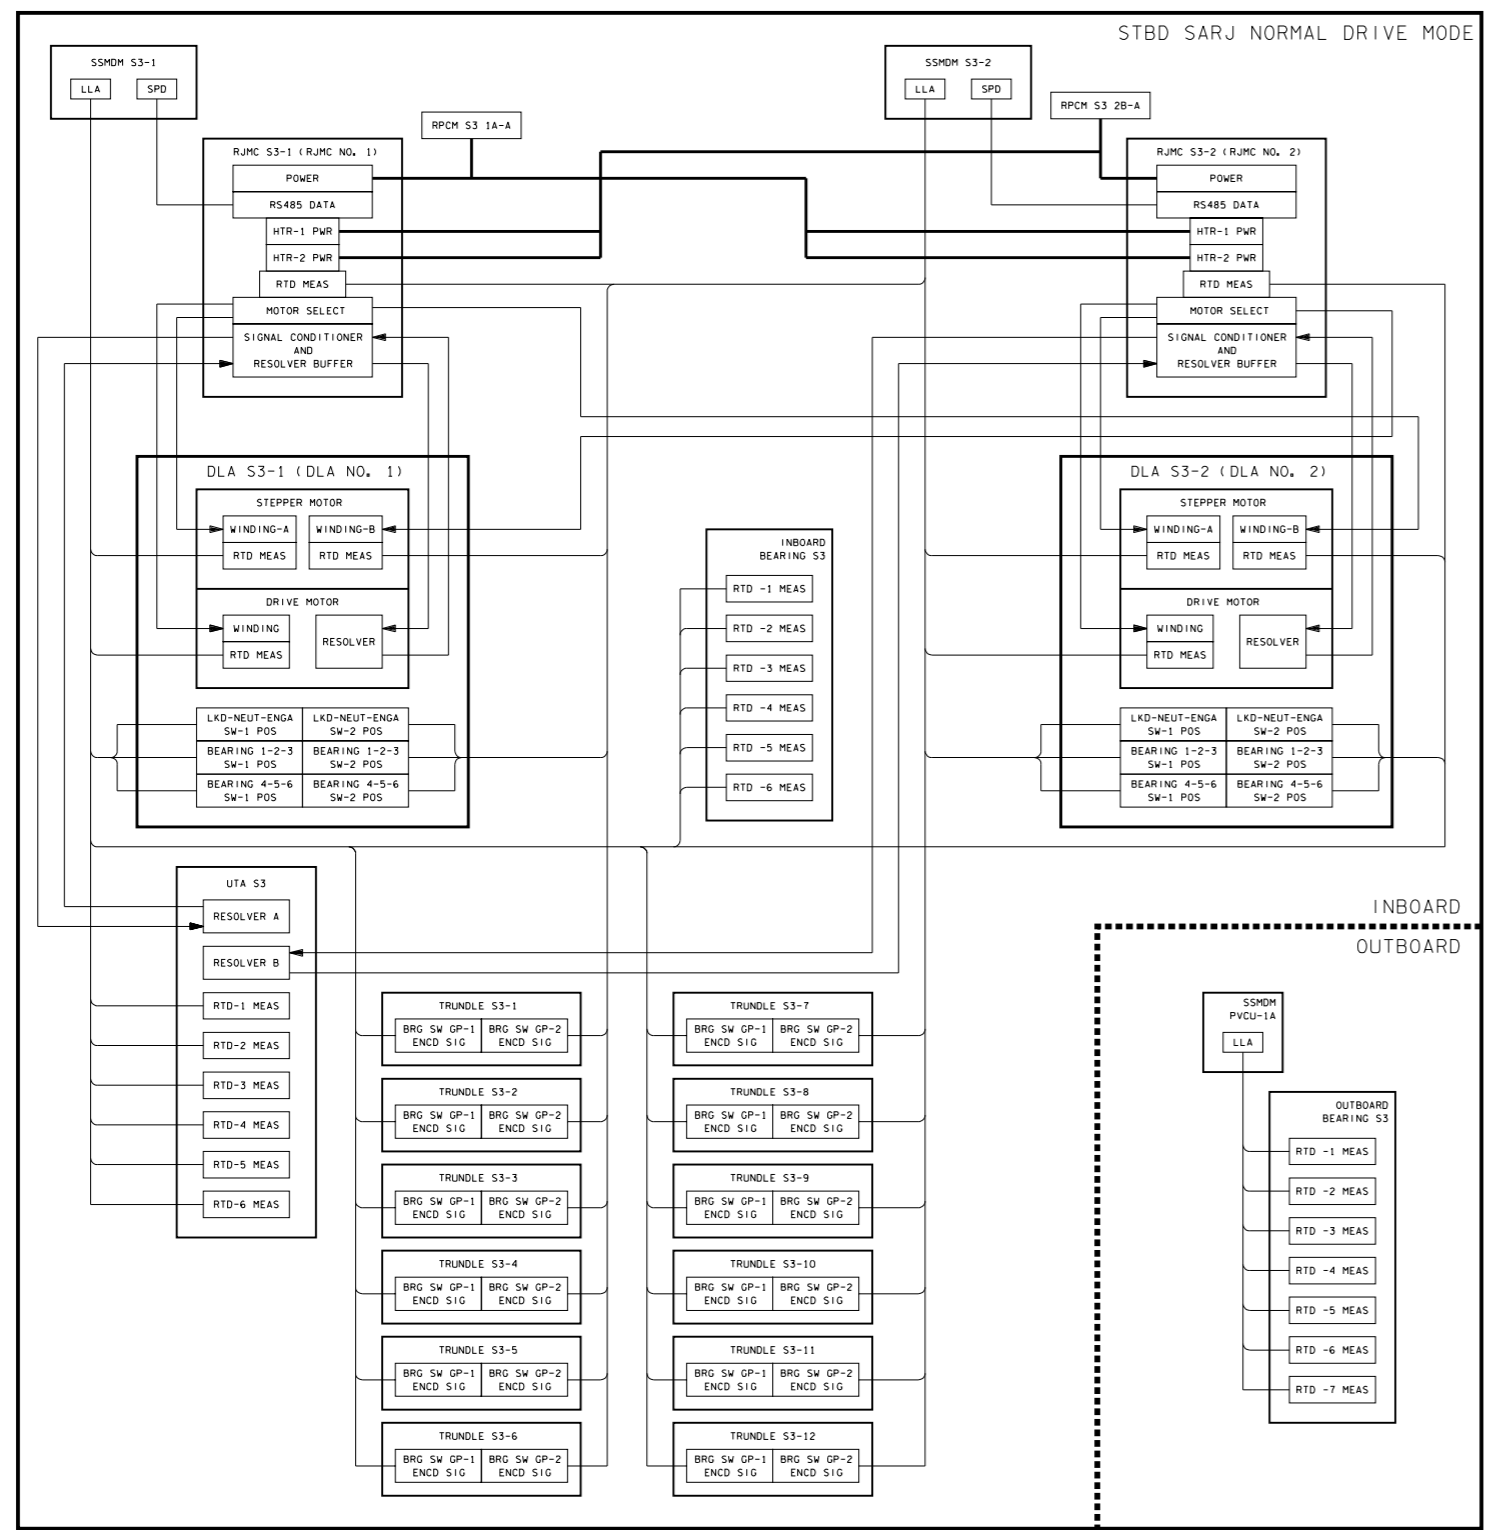 STBD SARJ NORMAL DRIVE MODE
SSMDM S3-1
LLA
SPD
RPCM S3 1A-A
SSMDM S3-2
LLA
SPD
RPCM S3 2B-A
RJMC S3-1 (RJMC NO. 1)
POWER
RS485 DATA
HTR-1 PWR
HTR-2 PWR
RTD MEAS
MOTOR SELECT
SIGNAL CONDITIONER
AND
RESOLVER BUFFER
RJMC S3-2 (RJMC NO. 2)
POWER
RS485 DATA
HTR-1 PWR
HTR-2 PWR
RTD MEAS
MOTOR SELECT
SIGNAL CONDITIONER
AND
RESOLVER BUFFER
DLA S3-1 (DLA NO. 1)
STEPPER MOTOR
WINDING-A
WINDING-B
RTD MEAS
RTD MEAS
DRIVE MOTOR
WINDING
RTD MEAS
RESOLVER
LKD-NEUT-ENGA
SW-1 POS
LKD-NEUT-ENGA
SW-2 POS
BEARING 1-2-3
SW-1 POS
BEARING 1-2-3
SW-2 POS
BEARING 4-5-6
SW-1 POS
BEARING 4-5-6
SW-2 POS
INBOARD
BEARING S3
RTD -1 MEAS
RTD -2 MEAS
RTD -3 MEAS
RTD -4 MEAS
RTD -5 MEAS
RTD -6 MEAS
DLA S3-2 (DLA NO. 2)
STEPPER MOTOR
WINDING-A
WINDING-B
RTD MEAS
RTD MEAS
DRIVE MOTOR
WINDING
RTD MEAS
RESOLVER
LKD-NEUT-ENGA
SW-1 POS
LKD-NEUT-ENGA
SW-2 POS
BEARING 1-2-3
SW-1 POS
BEARING 1-2-3
SW-2 POS
BEARING 4-5-6
SW-1 POS
BEARING 4-5-6
SW-2 POS
UTA S3
RESOLVER A
RESOLVER B
RTD-1 MEAS
RTD-2 MEAS
RTD-3 MEAS
RTD-4 MEAS
RTD-5 MEAS
RTD-6 MEAS
TRUNDLE S3-1
BRG SW GP-1
ENCD SIG
BRG SW GP-2
ENCD SIG
TRUNDLE S3-2
BRG SW GP-1
ENCD SIG
BRG SW GP-2
ENCD SIG
TRUNDLE S3-3
BRG SW GP-1
ENCD SIG
BRG SW GP-2
ENCD SIG
TRUNDLE S3-4
BRG SW GP-1
ENCD SIG
BRG SW GP-2
ENCD SIG
TRUNDLE S3-5
BRG SW GP-1
ENCD SIG
BRG SW GP-2
ENCD SIG
TRUNDLE S3-6
BRG SW GP-1
ENCD SIG
BRG SW GP-2
ENCD SIG
TRUNDLE S3-7
BRG SW GP-1
ENCD SIG
BRG SW GP-2
ENCD SIG
TRUNDLE S3-8
BRG SW GP-1
ENCD SIG
BRG SW GP-2
ENCD SIG
TRUNDLE S3-9
BRG SW GP-1
ENCD SIG
BRG SW GP-2
ENCD SIG
TRUNDLE S3-10
BRG SW GP-1
ENCD SIG
BRG SW GP-2
ENCD SIG
TRUNDLE S3-11
BRG SW GP-1
ENCD SIG
BRG SW GP-2
ENCD SIG
TRUNDLE S3-12
BRG SW GP-1
ENCD SIG
BRG SW GP-2
ENCD SIG
INBOARD
OUTBOARD
SSMDM
PVCU-1A
LLA
OUTBOARD
BEARING S3
RTD -1 MEAS
RTD -2 MEAS
RTD -3 MEAS
RTD -4 MEAS
RTD -5 MEAS
RTD -6 MEAS
RTD -7 MEAS